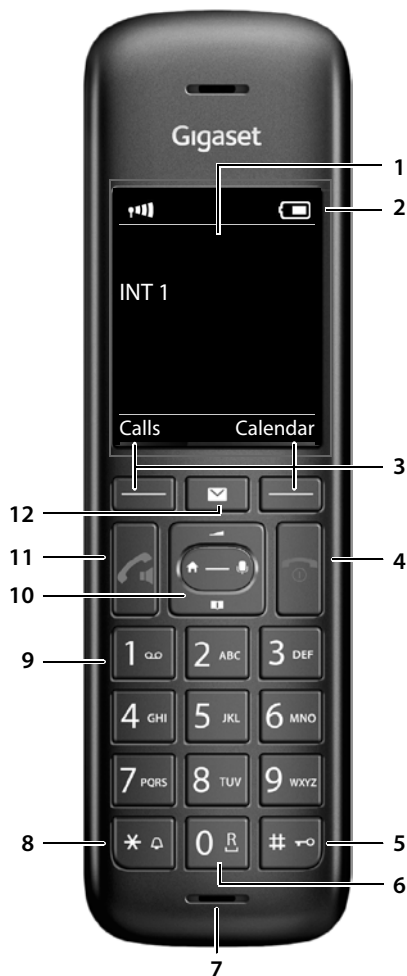 Gigaset
1
2
INT 1
Calls Calendar
3
12
11
4
10
9
1 2 ABC 3 DEF
4 GHI 5 JKL 6 MNO
7 PQRS 8 TUV 9 WXYZ
8
* 0 R #
5
6
7